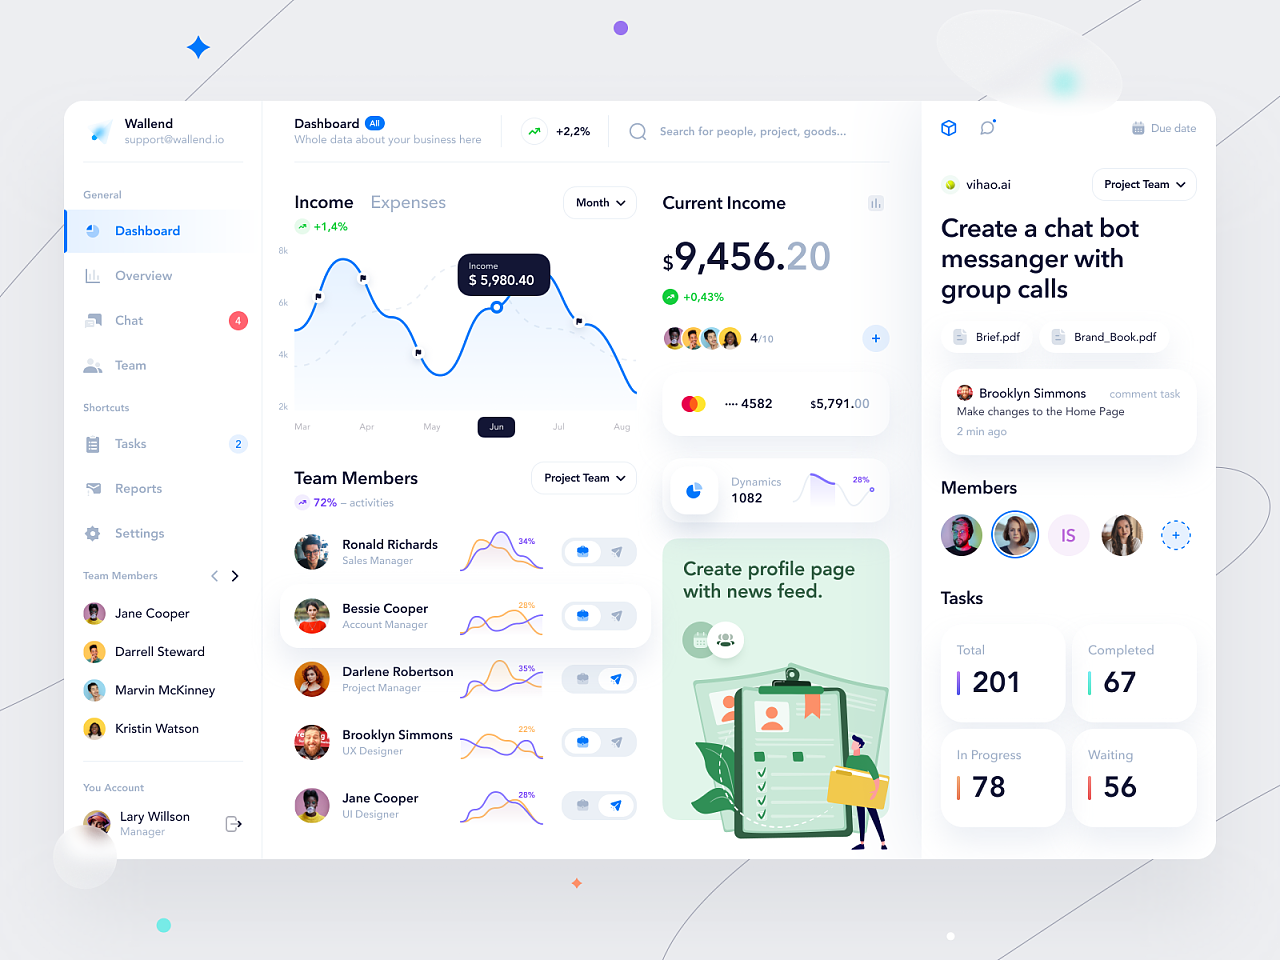 Wallend
support@wallend.io
General
Dashboard
Overview
Chat
4
Team
Shortcuts
Tasks
2
Reports
Settings
Team Members
Jane Cooper
Darrell Steward
Marvin McKinney
Kristin Watson
You Account
Lary Willson
Manager
Dashboard All
Whole data about your business here
+2,2%
Search for people, project, goods...
Income Expenses
Month
+1,4%
8k
6k
4k
2k
Income
$ 5,980.40
Mar Apr May Jun Jul Aug
Team Members
Project Team
72% – activities
Ronald Richards
Sales Manager
34%
Bessie Cooper
Account Manager
28%
Darlene Robertson
Project Manager
35%
Brooklyn Simmons
UX Designer
22%
Jane Cooper
UI Designer
28%
Current Income
$9,456.20
+0,43%
4/10
+
•••• 4582 $5,791.00
Dynamics
1082
28%
Create profile page
with news feed.
Due date
vihao.ai
Project Team
Create a chat bot
messanger with
group calls
Brief.pdf Brand_Book.pdf
Brooklyn Simmons comment task
Make changes to the Home Page
2 min ago
Members
IS
+
Tasks
Total
201
Completed
67
In Progress
78
Waiting
56